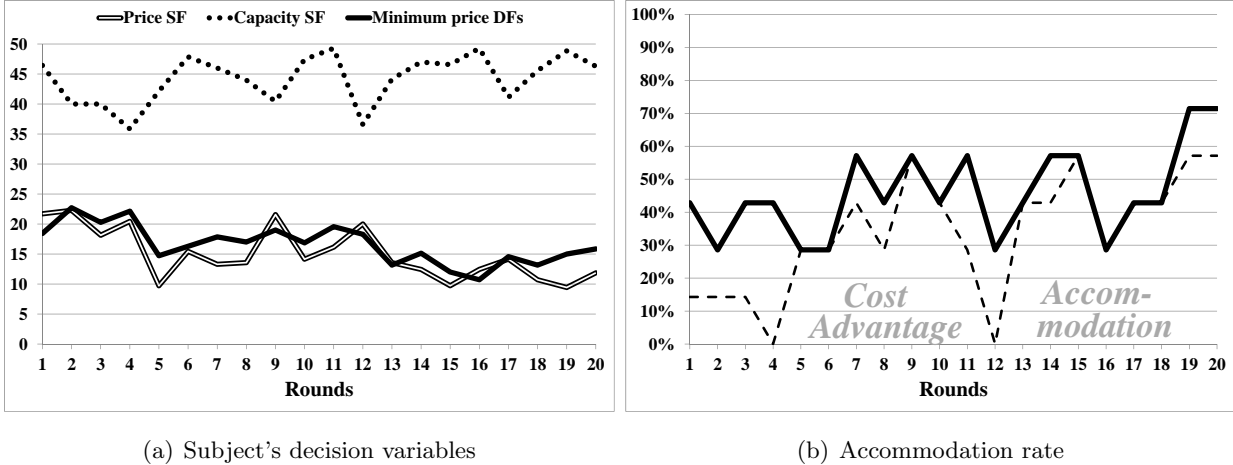 Price SF Capacity SF Minimum price DFs
50
45
40
35
30
25
20
15
10
5
0
1 2 3 4 5 6 7 8 9 10 11 12 13 14 15 16 17 18 19 20
Rounds
(a) Subject's decision variables
100%
90%
80%
70%
60%
50%
40%
30%
20%
10%
0%
Cost
Advantage
Accom-
modation
1 2 3 4 5 6 7 8 9 10 11 12 13 14 15 16 17 18 19 20
Rounds
(b) Accommodation rate